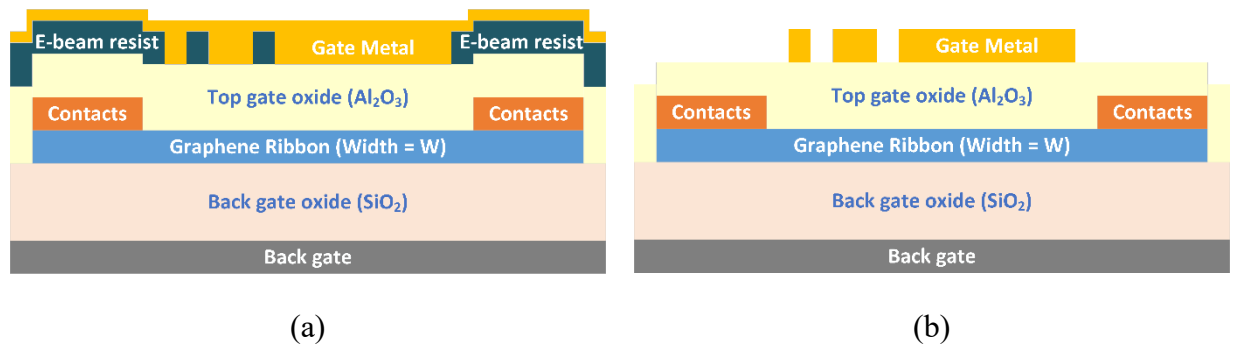 E-beam resist
Gate Metal
E-beam resist
Top gate oxide (Al₂O₃)
Contacts
Contacts
Graphene Ribbon (Width = W)
Back gate oxide (SiO₂)
Back gate
(a)
Gate Metal
Top gate oxide (Al₂O₃)
Contacts
Contacts
Graphene Ribbon (Width = W)
Back gate oxide (SiO₂)
Back gate
(b)